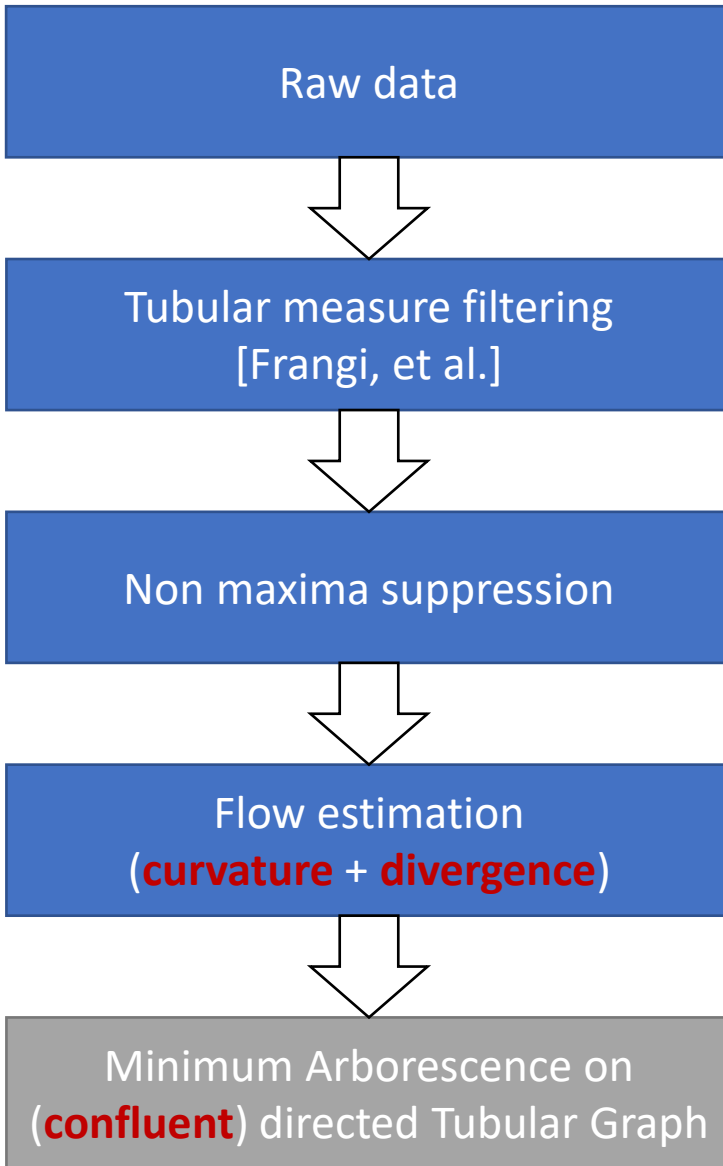 Raw data
Tubular measure filtering
[Frangi, et al.]
Non maxima suppression
Flow estimation
(curvature + divergence)
Minimum Arborescence on
(confluent) directed Tubular Graph